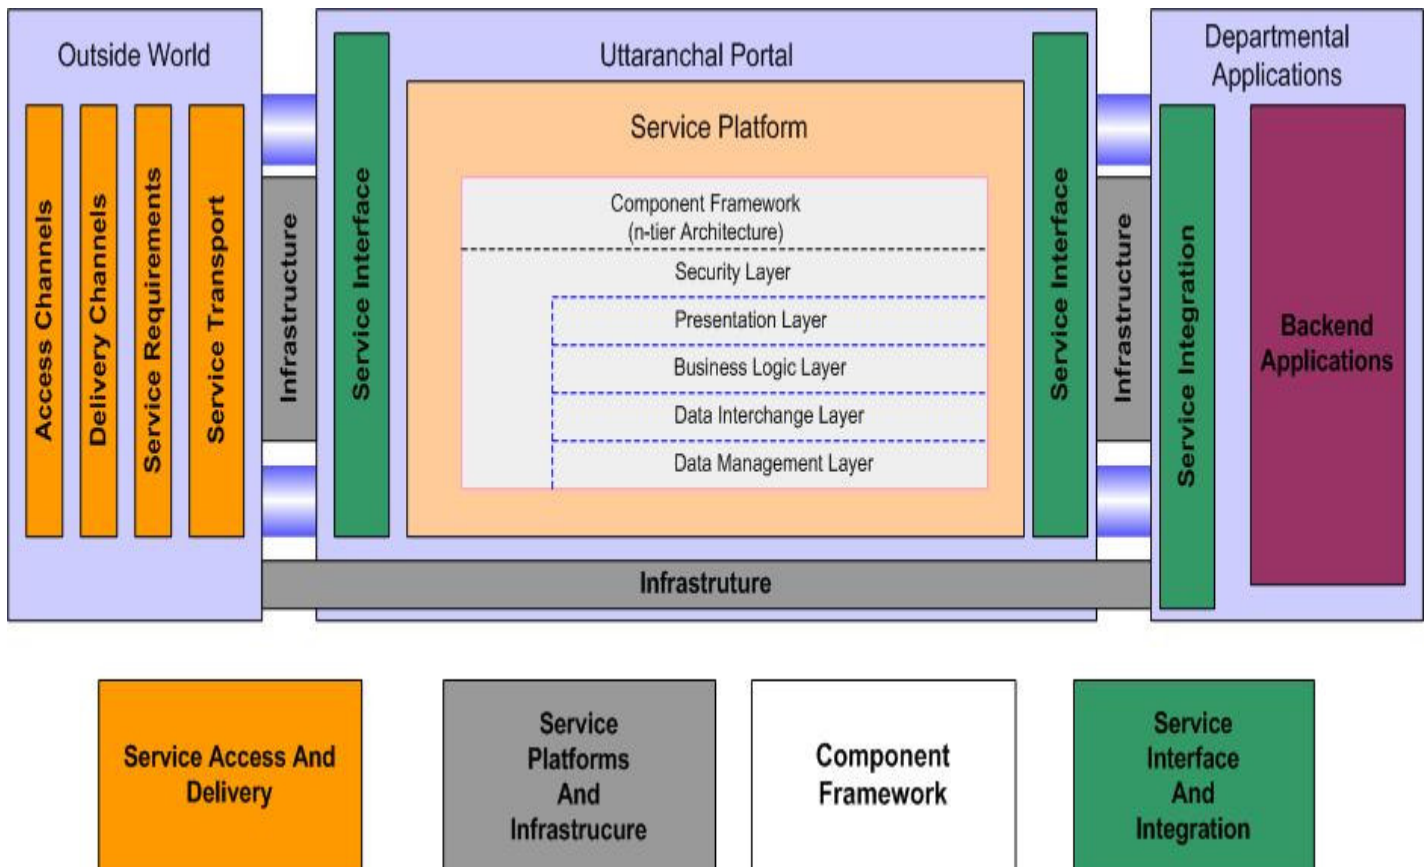 Outside World
Access Channels
Delivery Channels
Service Requirements
Service Transport
Infrastructure
Uttaranchal Portal
Service Interface
Service Platform
Component Framework
(n-tier Architecture)
Security Layer
Presentation Layer
Business Logic Layer
Data Interchange Layer
Data Management Layer
Service Interface
Infrastructure
Departmental
Applications
Service Integration
Backend
Applications
Infrastruture
Service Access And
Delivery
Service
Platforms
And
Infrastrucure
Component
Framework
Service
Interface
And
Integration